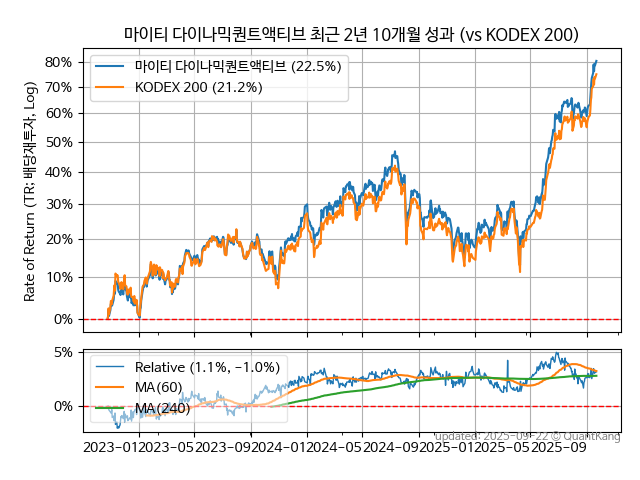 마이티 다이나믹퀀트액티브 최근 2년 10개월 성과 (vs KODEX 200)
Rate of Return (TR: 배당재투자, Log)
80%
70%
60%
50%
40%
30%
20%
10%
0%
마이티 다이나믹퀀트액티브 (22.5%)
KODEX 200 (21.2%)
5%
0%
Relative (1.1%, -1.0%)
MA(60)
MA(240)
2023-01 2023-05 2023-09 2024-01 2024-05 2024-09 2025-01 2025-05 2025-09
updated: 2025-09-22 © QuantKang